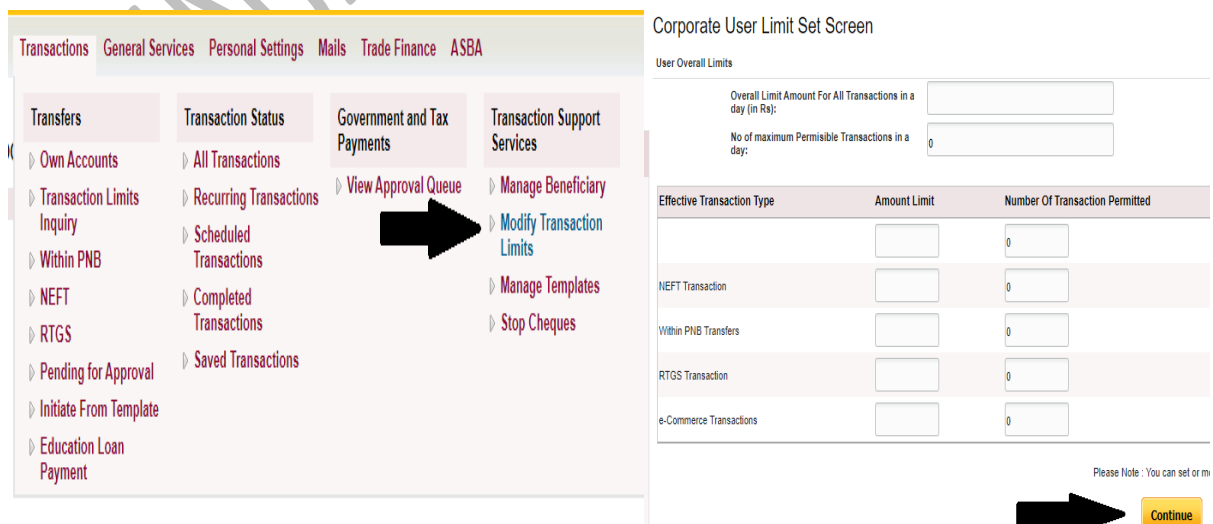 Transactions General Services Personal Settings Mails Trade Finance ASBA
Transfers
Own Accounts
Transaction Limits
Inquiry
Within PNB
NEFT
RTGS
Pending for Approval
Initiate From Template
Education Loan
Payment
Transaction Status
All Transactions
Recurring Transactions
Scheduled
Transactions
Completed
Transactions
Saved Transactions
Government and Tax
Payments
View Approval Queue
Transaction Support
Services
Manage Beneficiary
Modify Transaction
Limits
Manage Templates
Stop Cheques
Corporate User Limit Set Screen
User Overall Limits
Overall Limit Amount For All Transactions in a
day (in Rs):
No of maximum Permisible Transactions in a
day:
0
Effective Transaction Type Amount Limit Number Of Transaction Permitted
0
NEFT Transaction 0
Within PNB Transfers 0
RTGS Transaction 0
e-Commerce Transactions 0
Please Note : You can set or
Continue